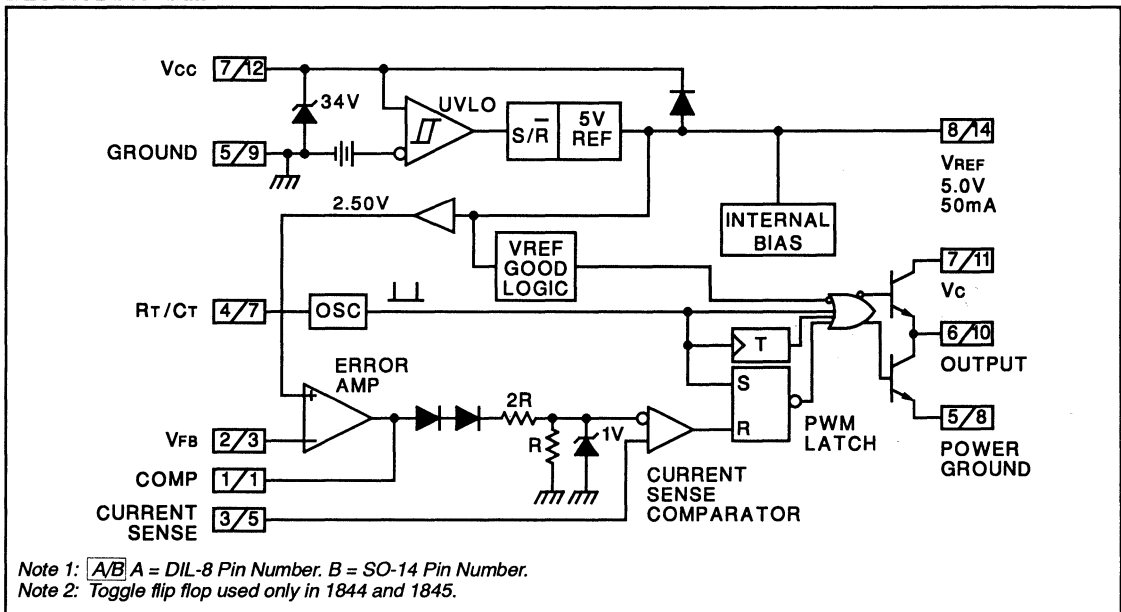 Vcc 7/12
34V
UVLO
S/R
5V
REF
8/14
GROUND 5/9
VREF
5.0V
50mA
2.50V
INTERNAL
BIAS
VREF
GOOD
LOGIC
7/11
Vc
RT/CT 4/7
OSC
6/10
OUTPUT
T
ERROR
AMP
S
R
2R
R
1V
PWM
LATCH
5/8
POWER
GROUND
VFB 2/3
COMP 1/1
CURRENT
SENSE
COMPARATOR
CURRENT
SENSE 3/5
Note 1: A/B A = DIL-8 Pin Number. B = SO-14 Pin Number.
Note 2: Toggle flip flop used only in 1844 and 1845.